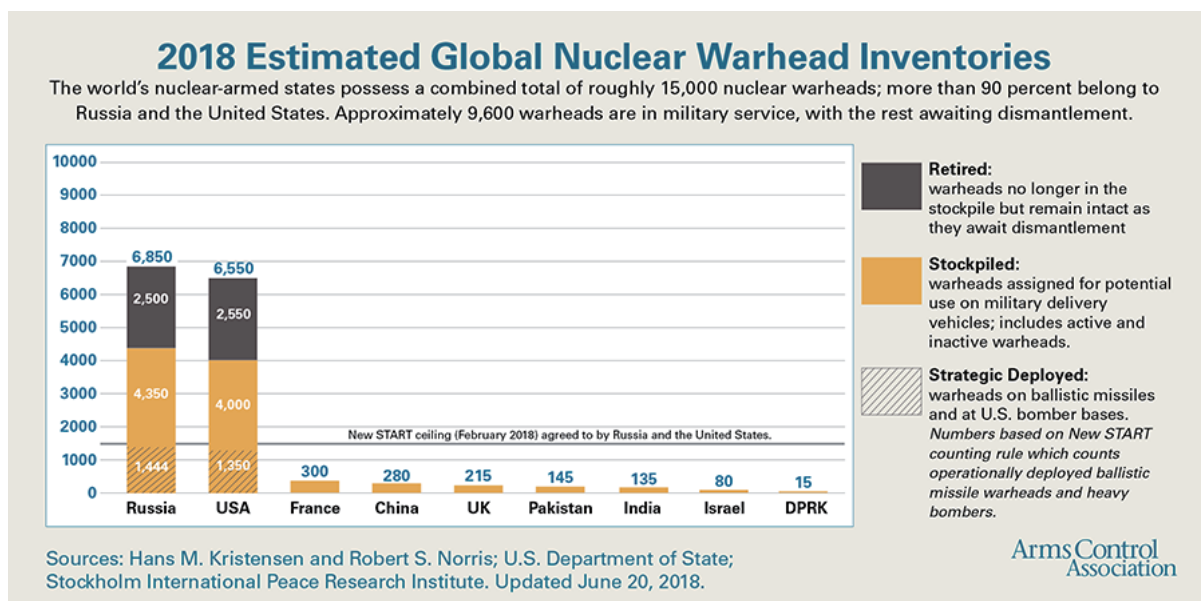 2018 Estimated Global Nuclear Warhead Inventories
The world's nuclear-armed states possess a combined total of roughly 15,000 nuclear warheads; more than 90 percent belong to
Russia and the United States. Approximately 9,600 warheads are in military service, with the rest awaiting dismantlement.
10000
9000
8000
7000
6000
5000
4000
3000
2000
1000
0
6,850
2,500
4,350
1,444
6,550
2,550
4,000
1,350
New START ceiling (February 2018) agreed to by Russia and the United States.
300
280
215
145
135
80
15
Russia USA France China UK Pakistan India Israel DPRK
Retired:
warheads no longer in the
stockpile but remain intact as
they await dismantlement
Stockpiled:
warheads assigned for potential
use on military delivery
vehicles; includes active and
inactive warheads.
Strategic Deployed:
warheads on ballistic missiles
and at U.S. bomber bases.
Numbers based on New START
counting rule which counts
operationally deployed ballistic
missile warheads and heavy
bombers.
Sources: Hans M. Kristensen and Robert S. Norris; U.S. Department of State;
Stockholm International Peace Research Institute. Updated June 20, 2018.
Arms Control
Association